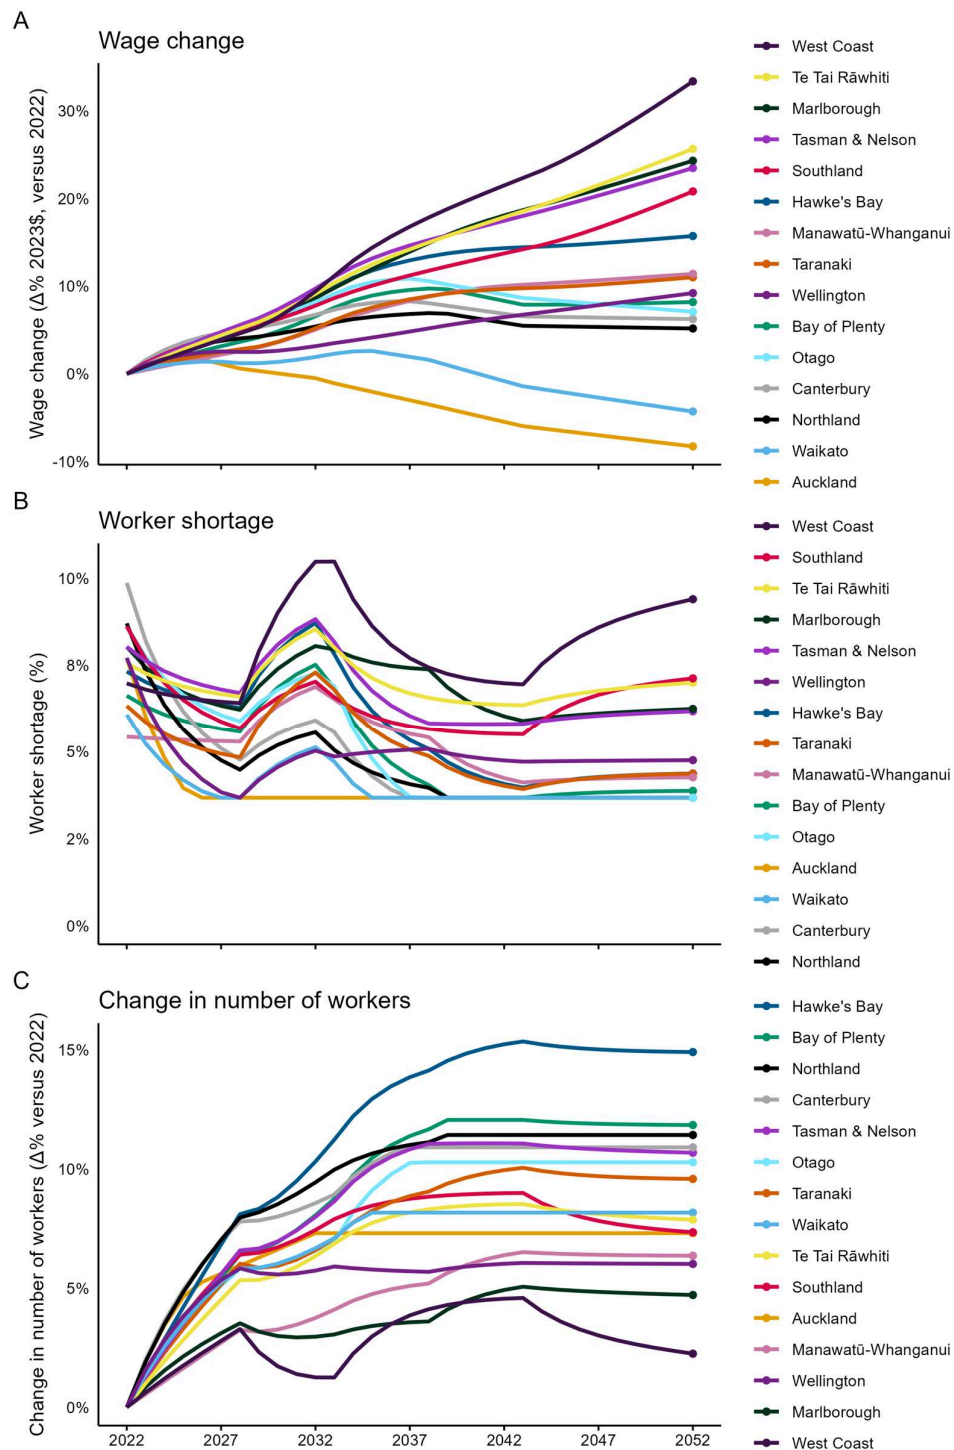 A
Wage change
Wage change (Δ% 2023$, versus 2022)
30%
20%
10%
0%
-10%
West Coast
Te Tai Rāwhiti
Marlborough
Tasman & Nelson
Southland
Hawke's Bay
Manawatū-Whanganui
Taranaki
Wellington
Bay of Plenty
Otago
Canterbury
Northland
Waikato
Auckland
B
Worker shortage
Worker shortage (%)
10%
8%
5%
2%
0%
West Coast
Southland
Te Tai Rāwhiti
Marlborough
Tasman & Nelson
Wellington
Hawke's Bay
Taranaki
Manawatū-Whanganui
Bay of Plenty
Otago
Auckland
Waikato
Canterbury
Northland
C
Change in number of workers
Change in number of workers (Δ% versus 2022)
15%
10%
5%
0%
2022 2027 2032 2037 2042 2047 2052
Hawke's Bay
Bay of Plenty
Northland
Canterbury
Tasman & Nelson
Otago
Taranaki
Waikato
Te Tai Rāwhiti
Southland
Auckland
Manawatū-Whanganui
Wellington
Marlborough
West Coast